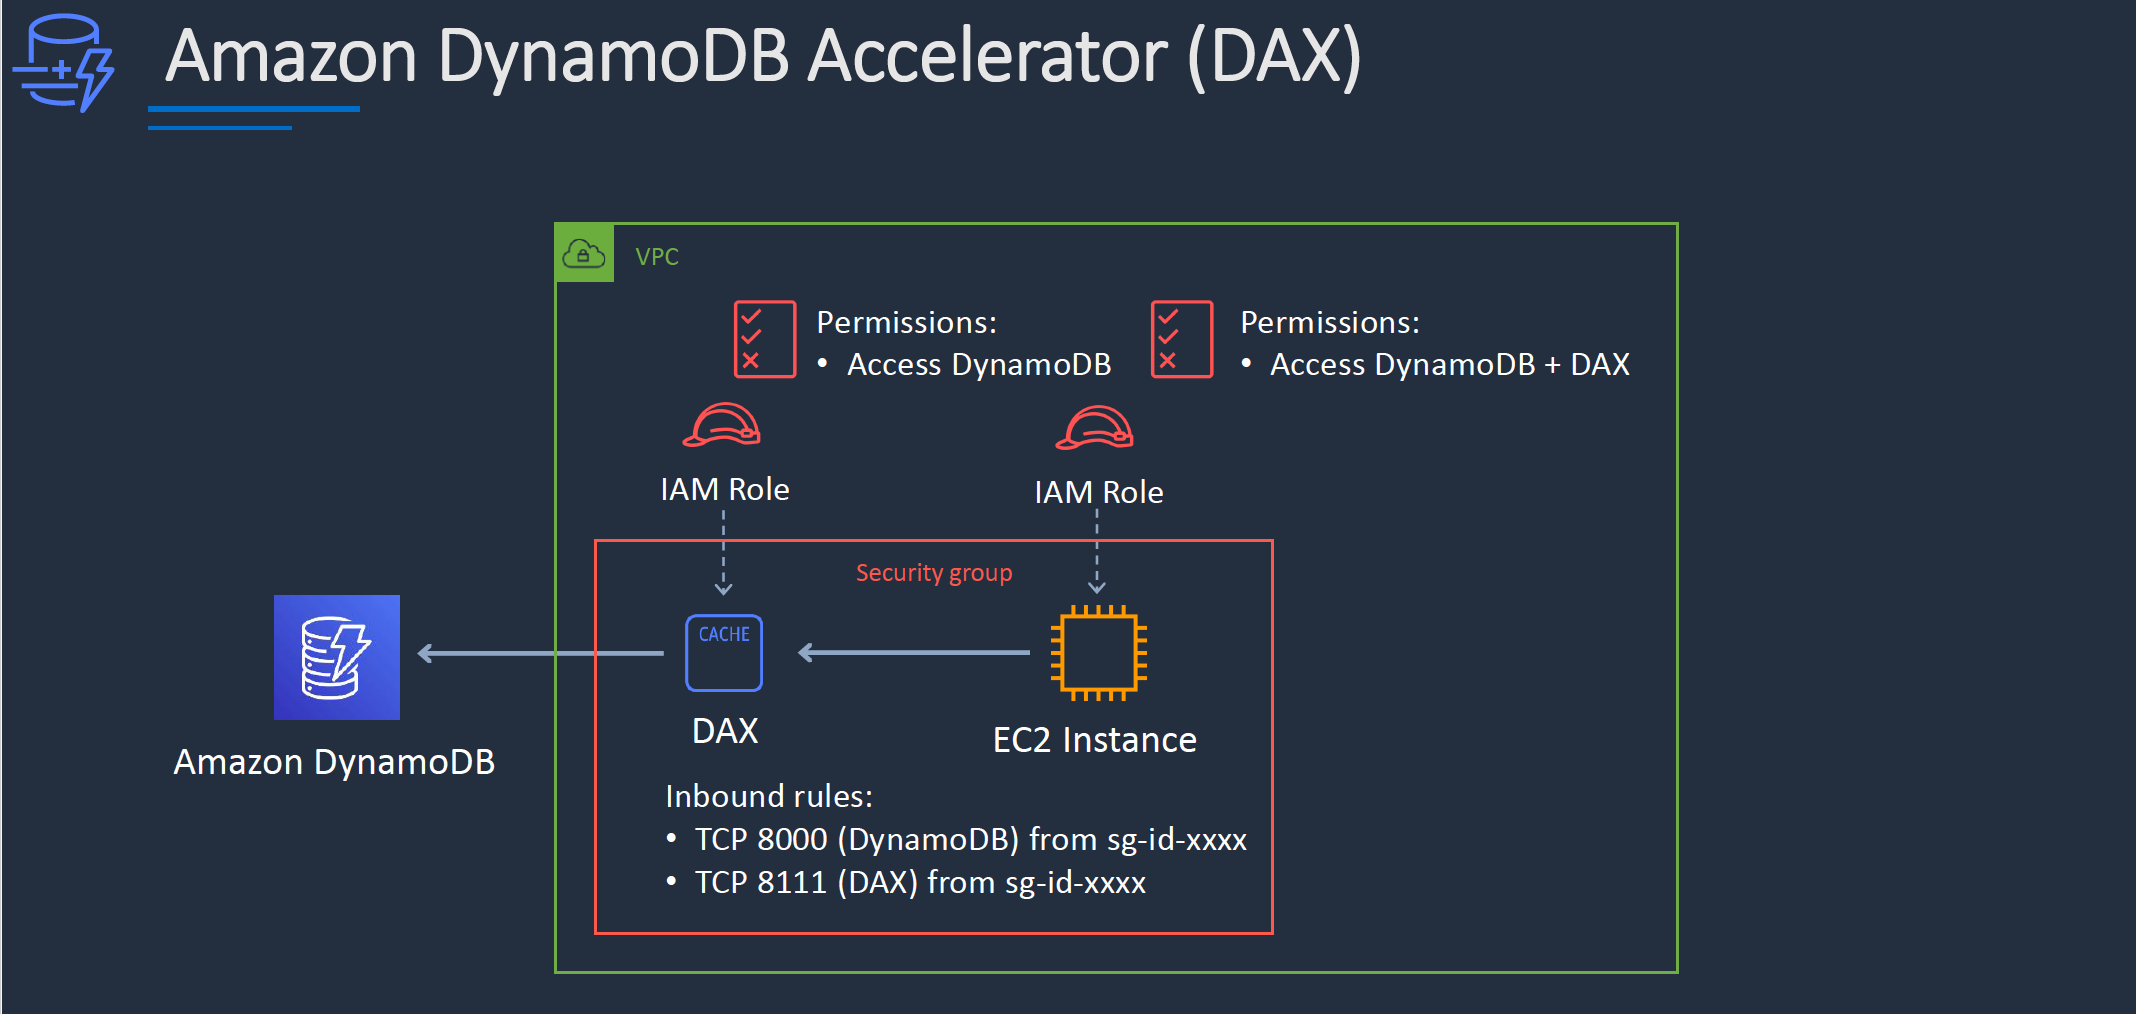 Amazon DynamoDB Accelerator (DAX)
VPC
Permissions:
• Access DynamoDB
Permissions:
• Access DynamoDB + DAX
IAM Role
IAM Role
Security group
CACHE
DAX
EC2 Instance
Amazon DynamoDB
Inbound rules:
• TCP 8000 (DynamoDB) from sg-id-xxxx
• TCP 8111 (DAX) from sg-id-xxxx